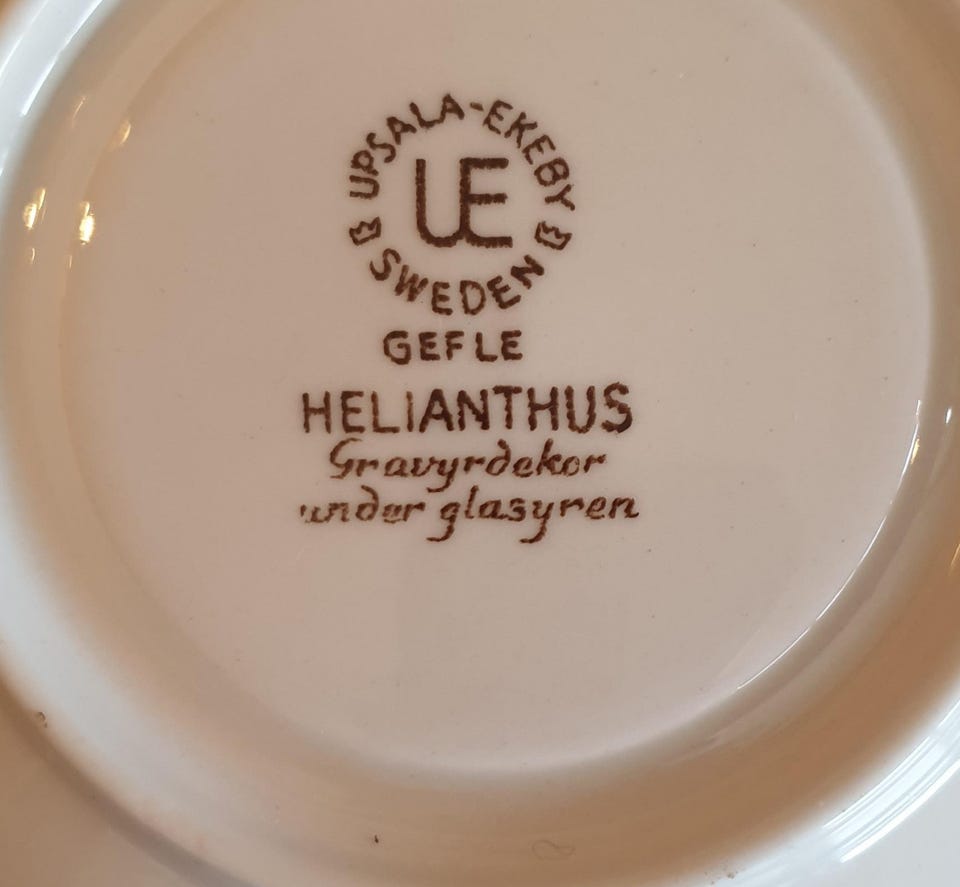 UPSALA-EKEBY
UE
SWEDEN
GEFLE
HELIANTHUS
Gravyrdekor
under glasyren